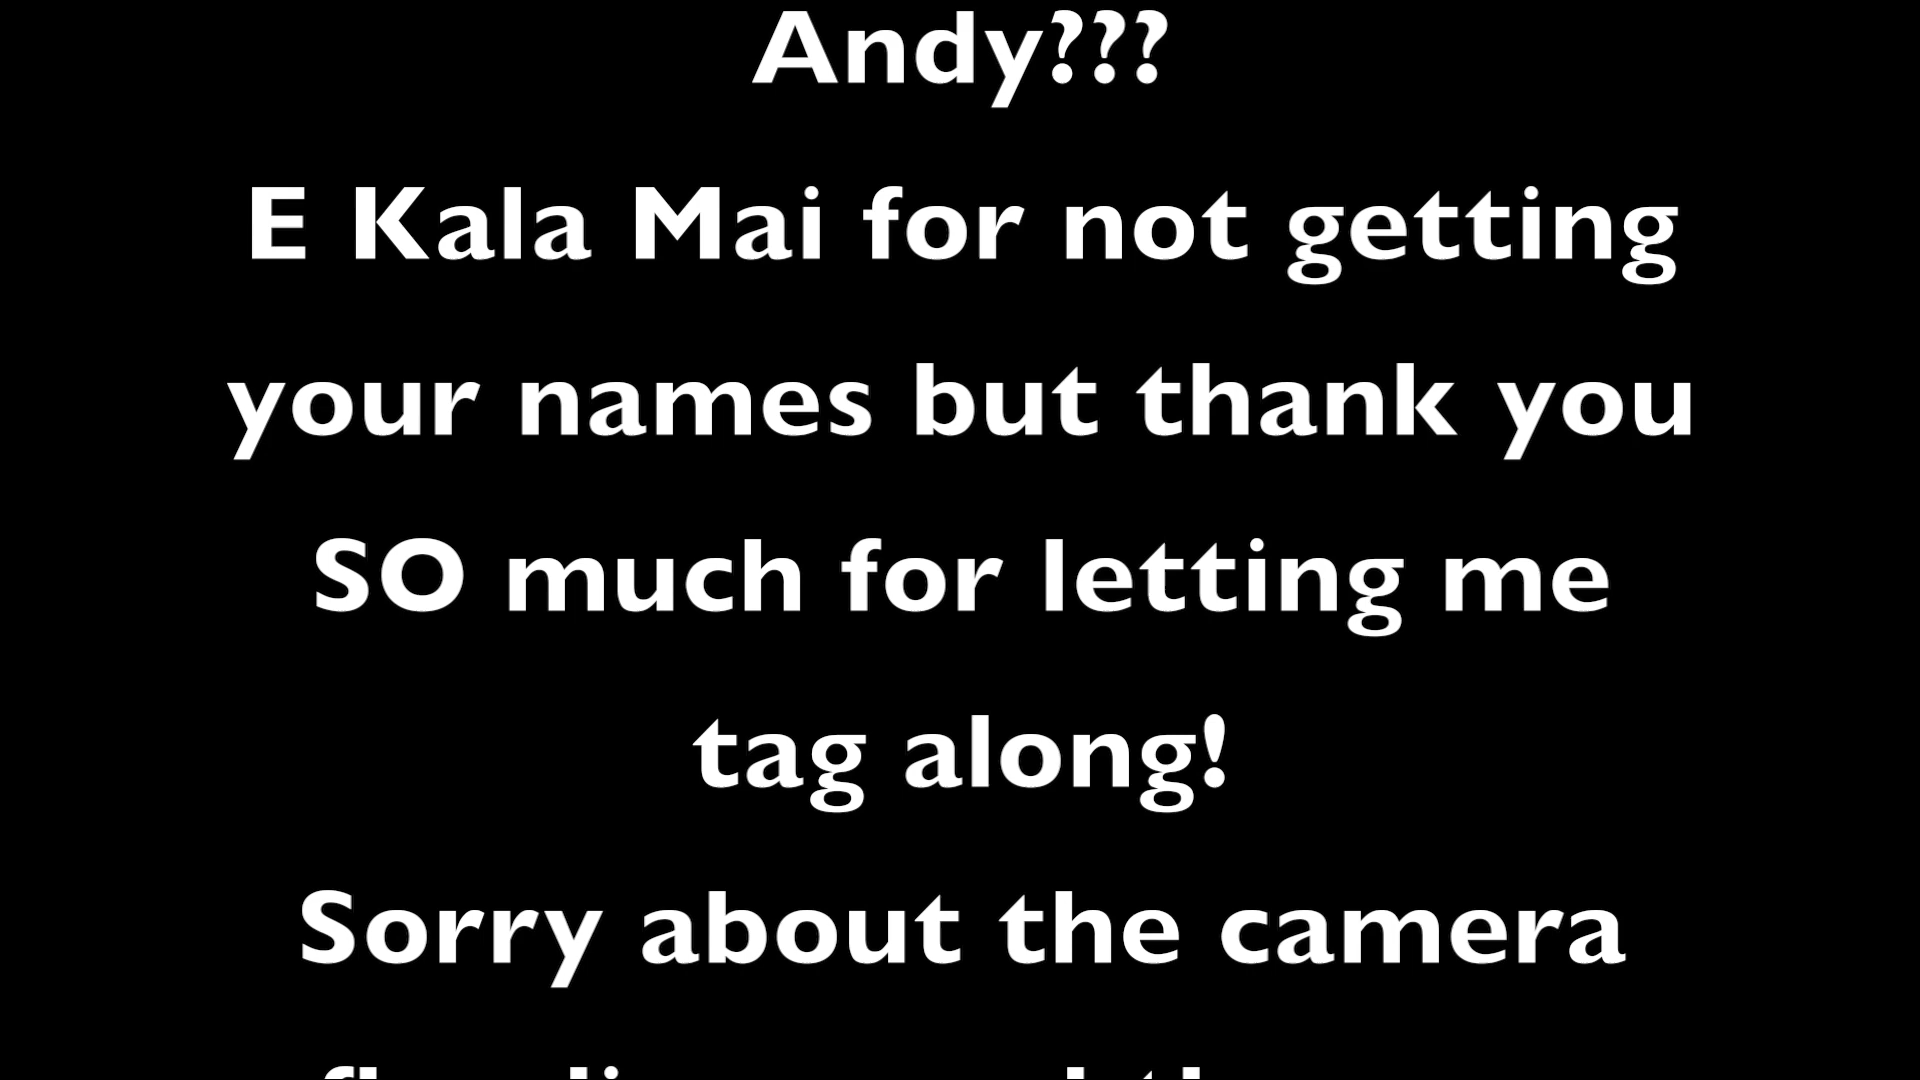 Andy???
E Kala Mai for not getting
your names but thank you
SO much for letting me
tag along!
Sorry about the camera